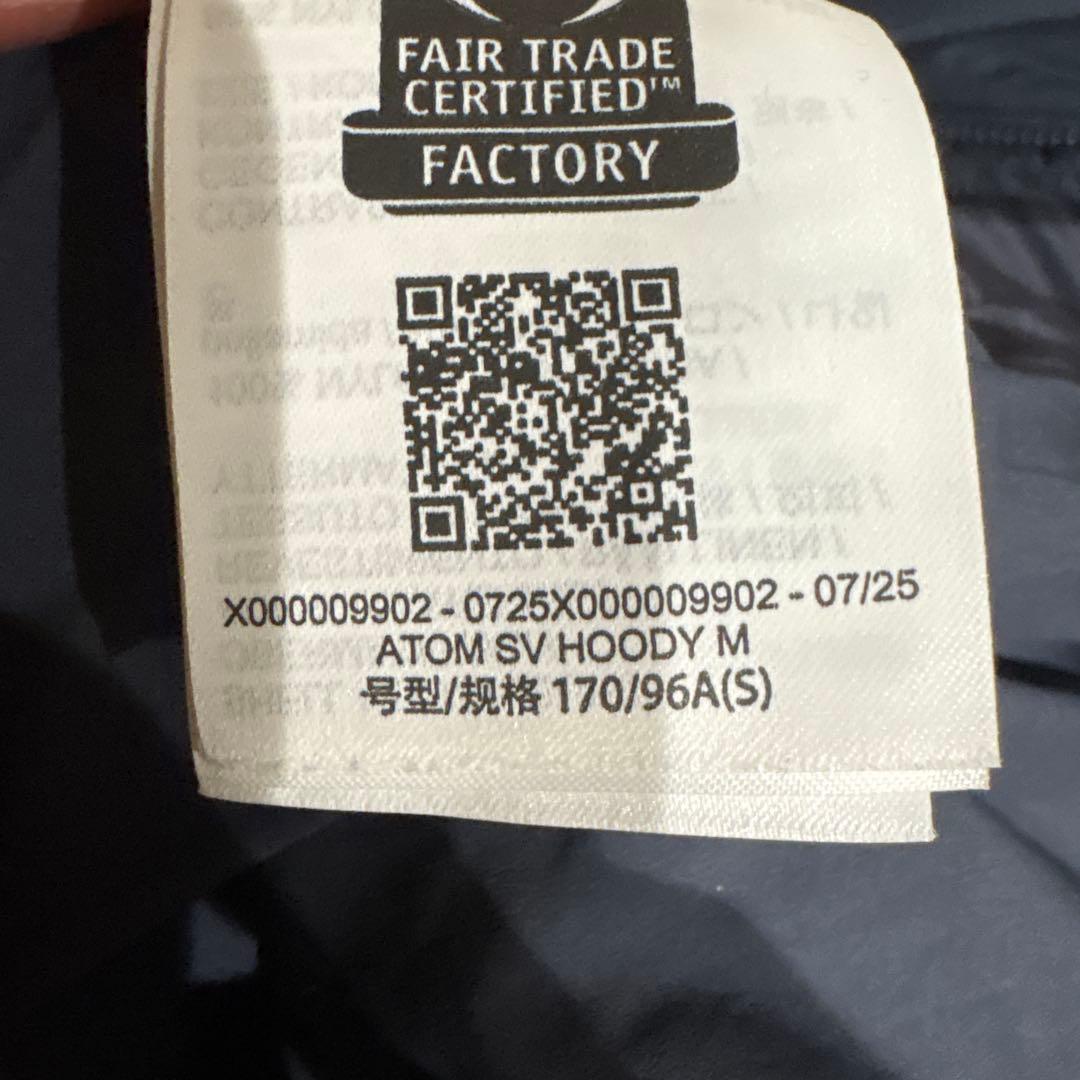 FAIR TRADE
CERTIFIED™
FACTORY
X000009902 - 0725X000009902 - 07/25
ATOM SV HOODY M
号型/规格 170/96A(S)